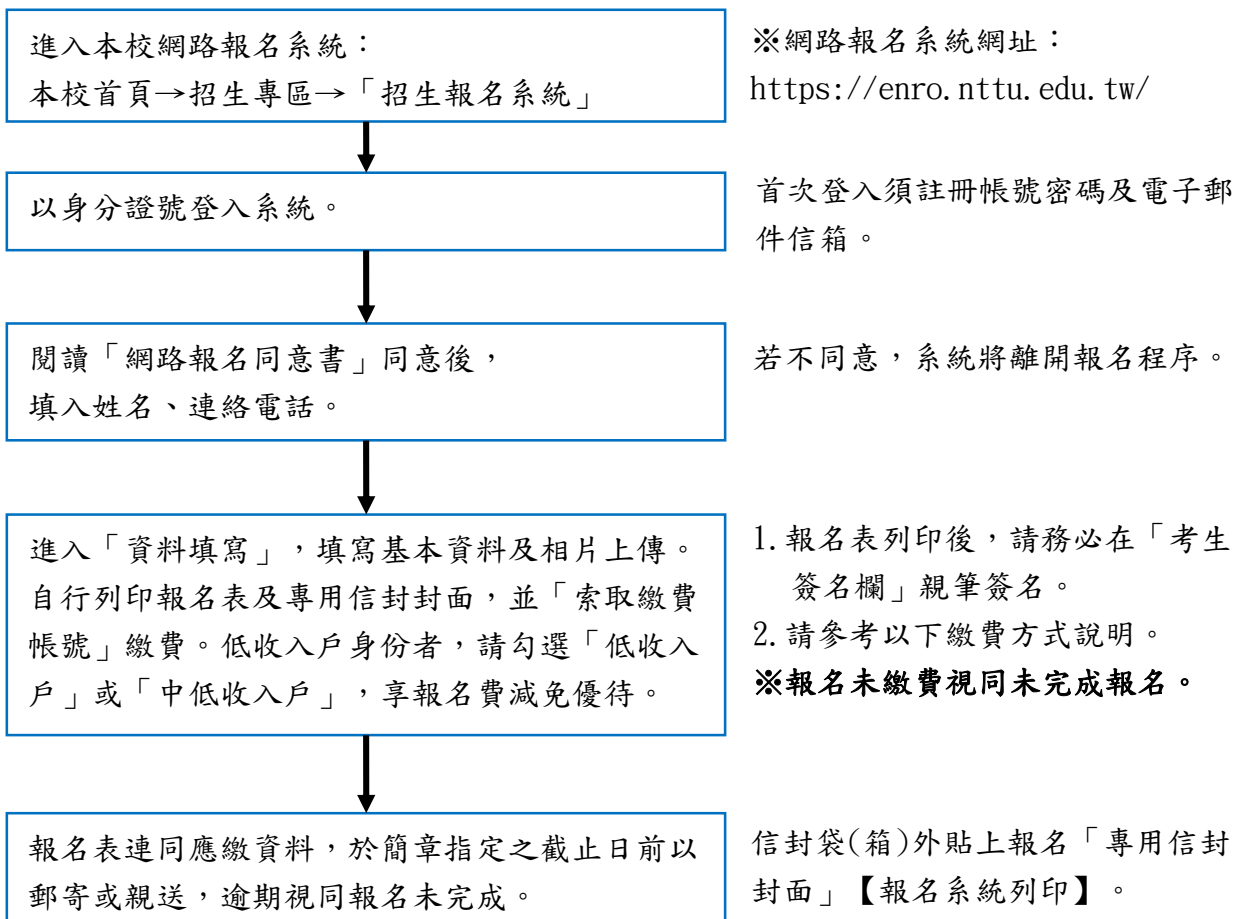 進入本校網路報名系統：
本校首頁→招生專區→「招生報名系統」
※網路報名系統網址：
https://enro.nttu.edu.tw/
以身分證號登入系統。
首次登入須註冊帳號密碼及電子郵
件信箱。
閱讀「網路報名同意書」同意後，
填入姓名、連絡電話。
若不同意，系統將離開報名程序。
進入「資料填寫」，填寫基本資料及相片上傳。
自行列印報名表及專用信封封面，並「索取繳費
帳號」繳費。低收入戶身份者，請勾選「低收入
戶」或「中低收入戶」，享報名費減免優待。
1.報名表列印後，請務必在「考生
簽名欄」親筆簽名。
2.請參考以下繳費方式說明。
※報名未繳費視同未完成報名。
報名表連同應繳資料，於簡章指定之截止日前以
郵寄或親送，逾期視同報名未完成。
信封袋(箱)外貼上報名「專用信封
封面」【報名系統列印】。